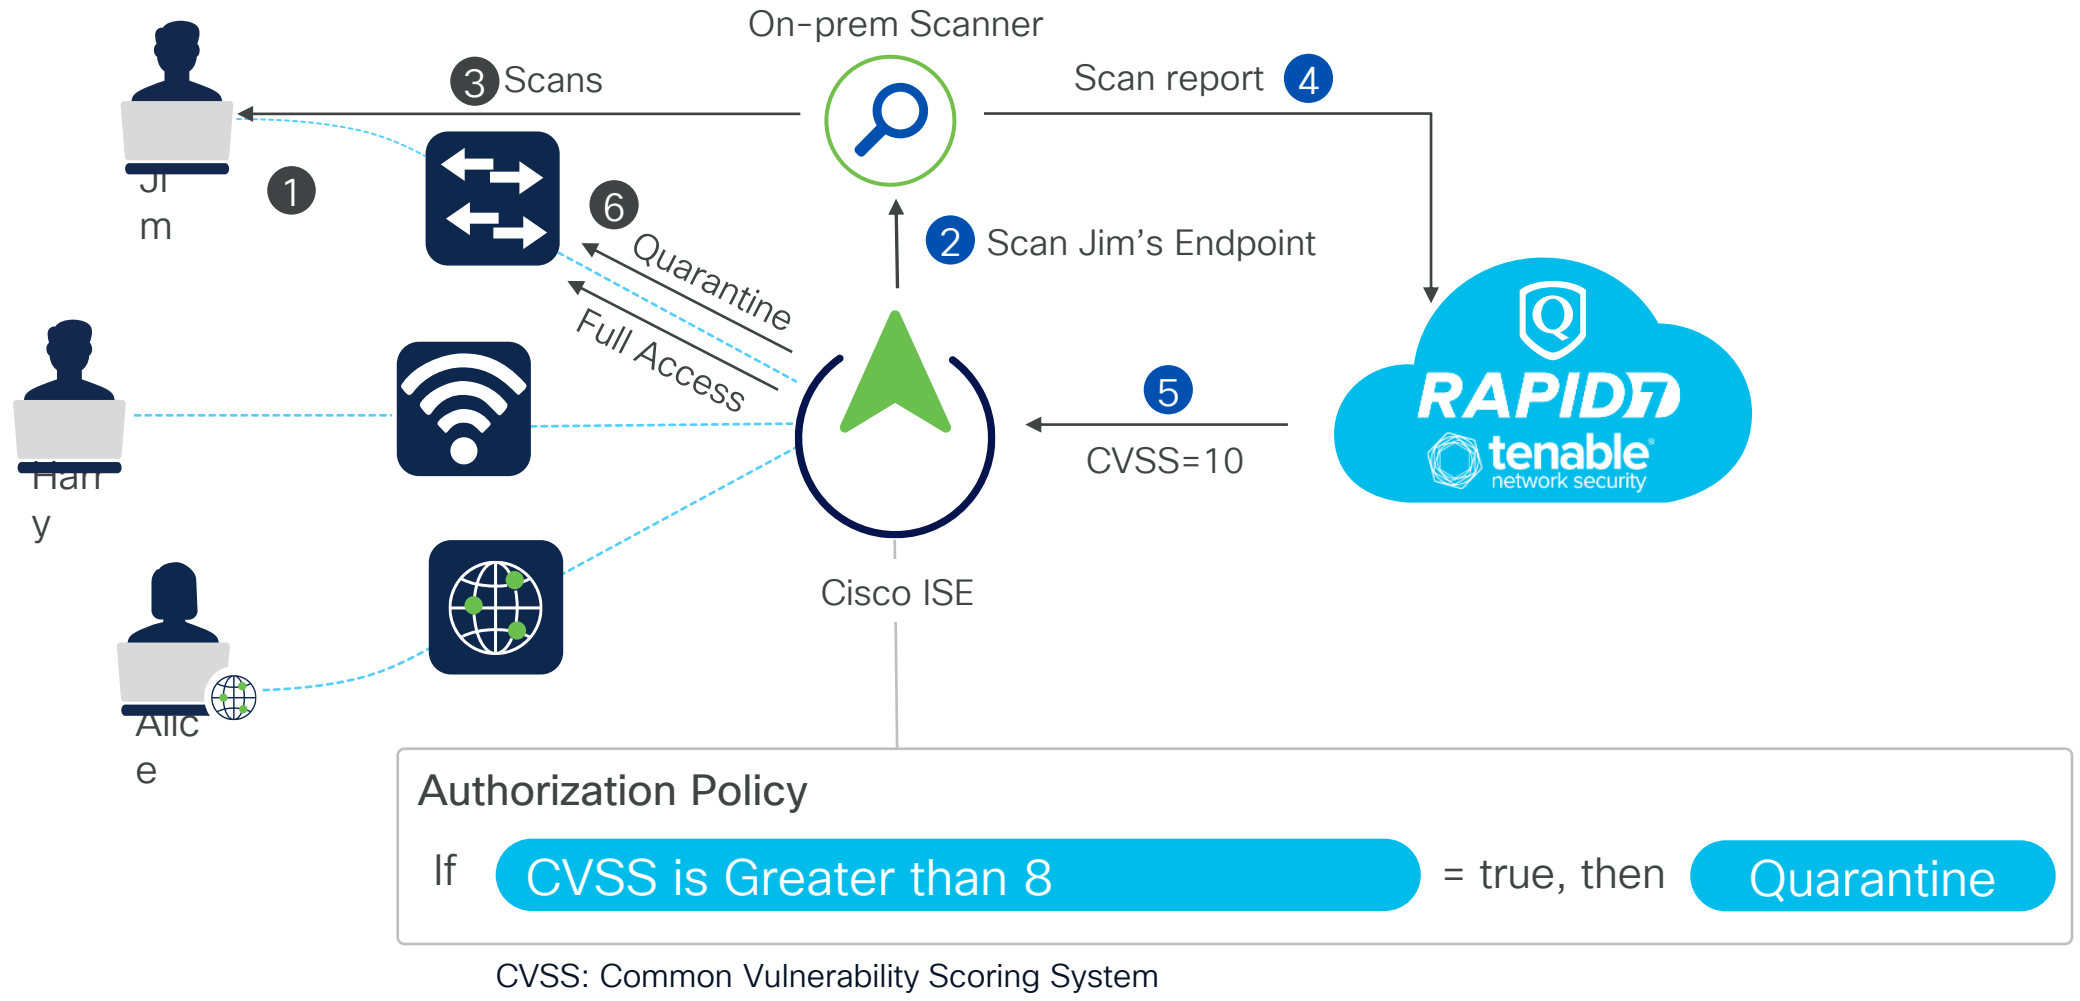 On-prem Scanner
3 Scans
Scan report 4
Ji
m
1
6
Quarantine
Full Access
2 Scan Jim's Endpoint
Q
RAPID7
tenable®
network security
5
CVSS=10
Harr
y
Cisco ISE
Alic
e
Authorization Policy
If CVSS is Greater than 8 = true, then Quarantine
CVSS: Common Vulnerability Scoring System